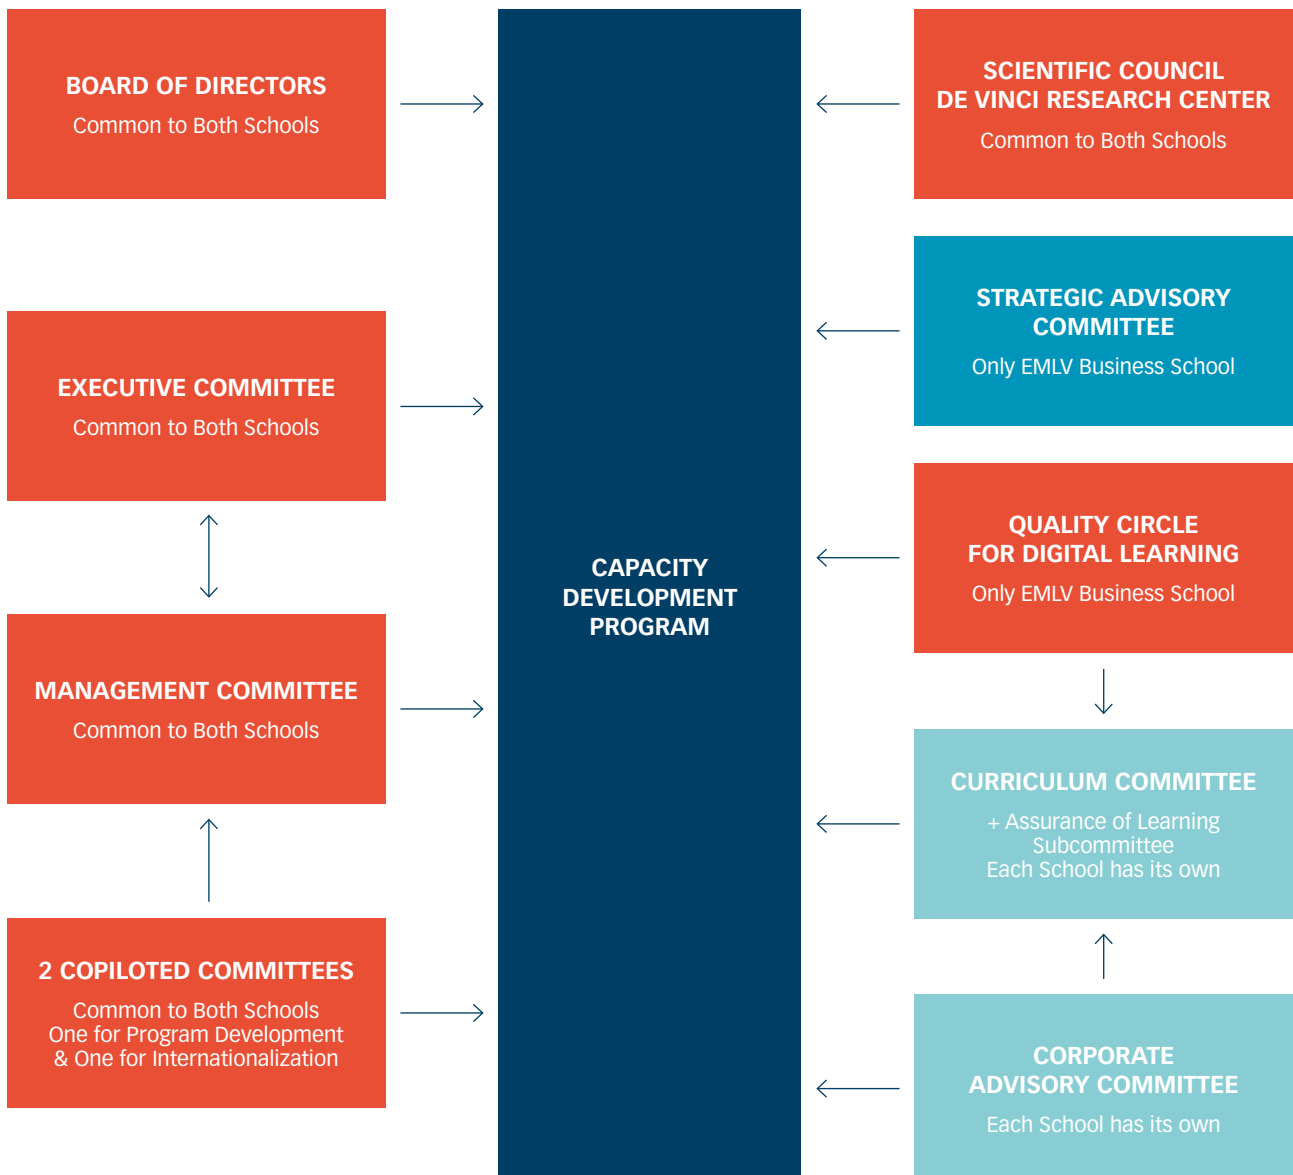 BOARD OF DIRECTORS
Common to Both Schools
EXECUTIVE COMMITTEE
Common to Both Schools
MANAGEMENT COMMITTEE
Common to Both Schools
2 COPILOTED COMMITTEES
Common to Both Schools
One for Program Development
& One for Internationalization
CAPACITY
DEVELOPMENT
PROGRAM
SCIENTIFIC COUNCIL
DE VINCI RESEARCH CENTER
Common to Both Schools
STRATEGIC ADVISORY
COMMITTEE
Only EMLV Business School
QUALITY CIRCLE
FOR DIGITAL LEARNING
Only EMLV Business School
CURRICULUM COMMITTEE
+ Assurance of Learning
Subcommittee
Each School has its own
CORPORATE
ADVISORY COMMITTEE
Each School has its own